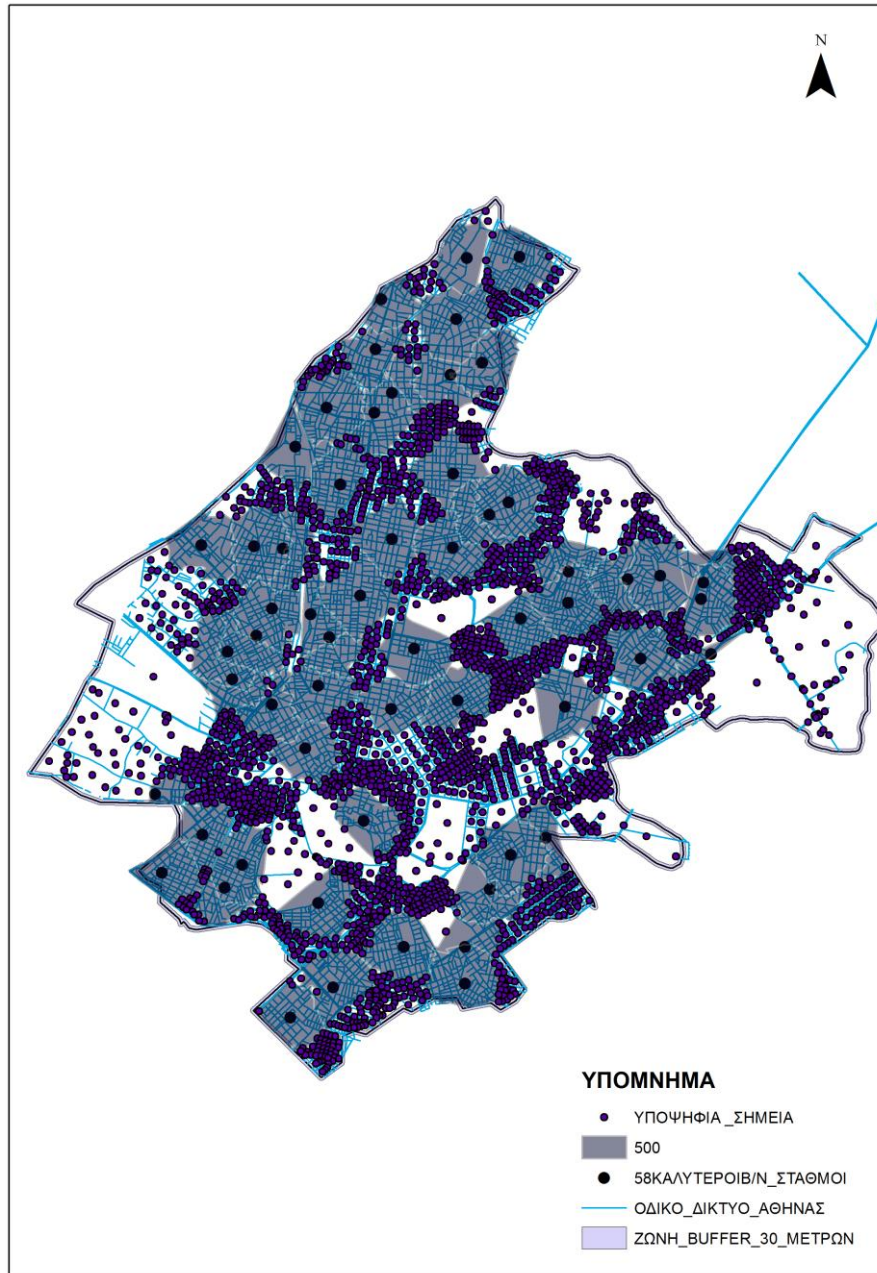 N
ΥΠΟΜΝΗΜΑ
ΥΠΟΨΗΦΙΑ _ΣΗΜΕΙΑ
500
58ΚΑΛΥΤΕΡΟΙΒ/Ν_ΣΤΑΘΜΟΙ
ΟΔΙΚΟ_ΔΙΚΤΥΟ_ΑΘΗΝΑΣ
ΖΩΝΗ_BUFFER_30_ΜΕΤΡΩΝ